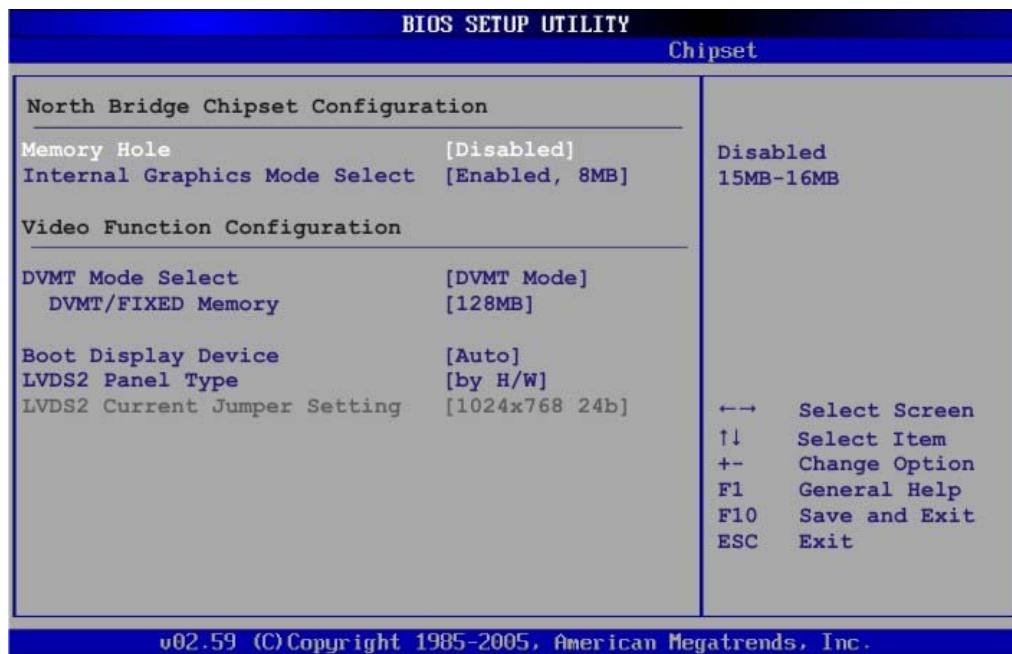 BIOS SETUP UTILITY
Chipset
North Bridge Chipset Configuration
Memory Hole [Disabled]
Internal Graphics Mode Select [Enabled, 8MB]
Video Function Configuration
DVMT Mode Select [DVMT Mode]
DVMT/FIXED Memory [128MB]
Boot Display Device [Auto]
LVDS2 Panel Type [by H/W]
LVDS2 Current Jumper Setting [1024x768 24b]
Disabled
15MB-16MB
←→ Select Screen
↑↓ Select Item
+- Change Option
F1 General Help
F10 Save and Exit
ESC Exit
v02.59 (C)Copyright 1985-2005, American Megatrends, Inc.